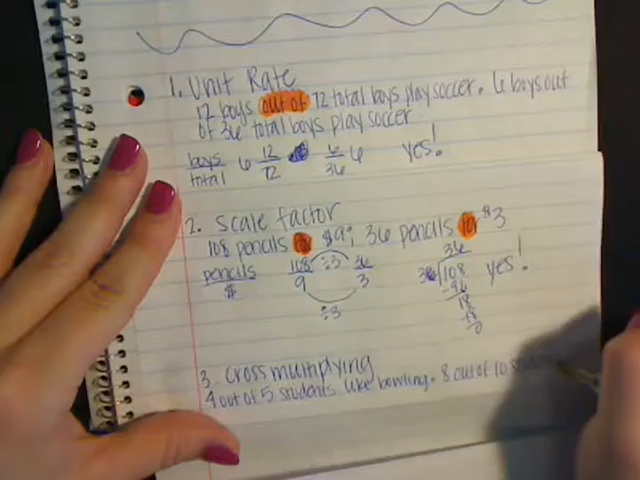 1. Unit Rate
12 boys out of 72 total boys play soccer. 6 boys out
of 36 total boys play soccer
boys 6 12 6 6 yes!
total 72 36
2. Scale factor
108 pencils for $9; 36 pencils for $3
pencils 108 ÷3 36 36
$ 9 3 108 yes!
÷3 -9
18
-18
0
3. Cross multiplying
4 out of 5 students like bowling. 8 out of 10